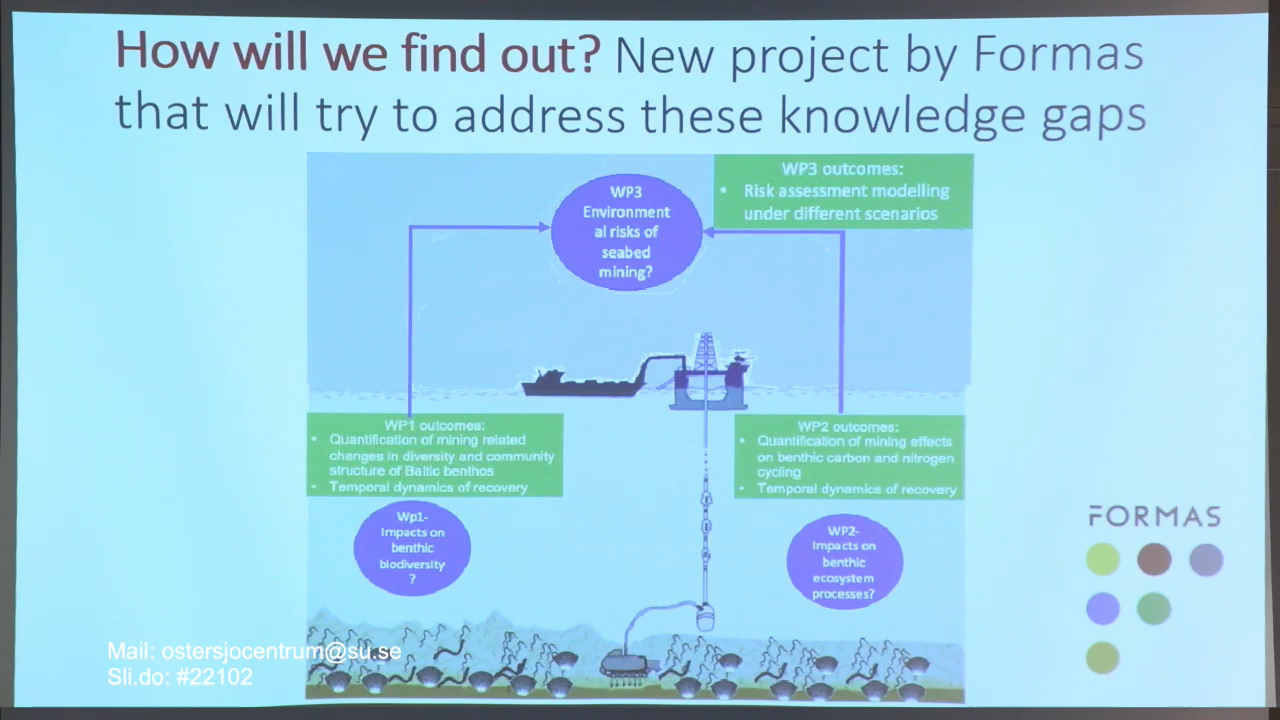 How will we find out? New project by Formas
that will try to address these knowledge gaps
WP3
Environment
al risks of
seabed
mining?
WP3 outcomes:
• Risk assessment modelling
under different scenarios
WP1 outcomes:
• Quantification of mining related
changes in diversity and community
structure of Baltic benthos
• Temporal dynamics of recovery
WP2 outcomes:
• Quantification of mining effects
on benthic carbon and nitrogen
cycling
• Temporal dynamics of recovery
Wp1-
Impacts on
benthic
biodiversity
?
WP2-
Impacts on
benthic
ecosystem
processes?
FORMAS
Mail: ostersjocentrum@su.se
Sli.do: #22102